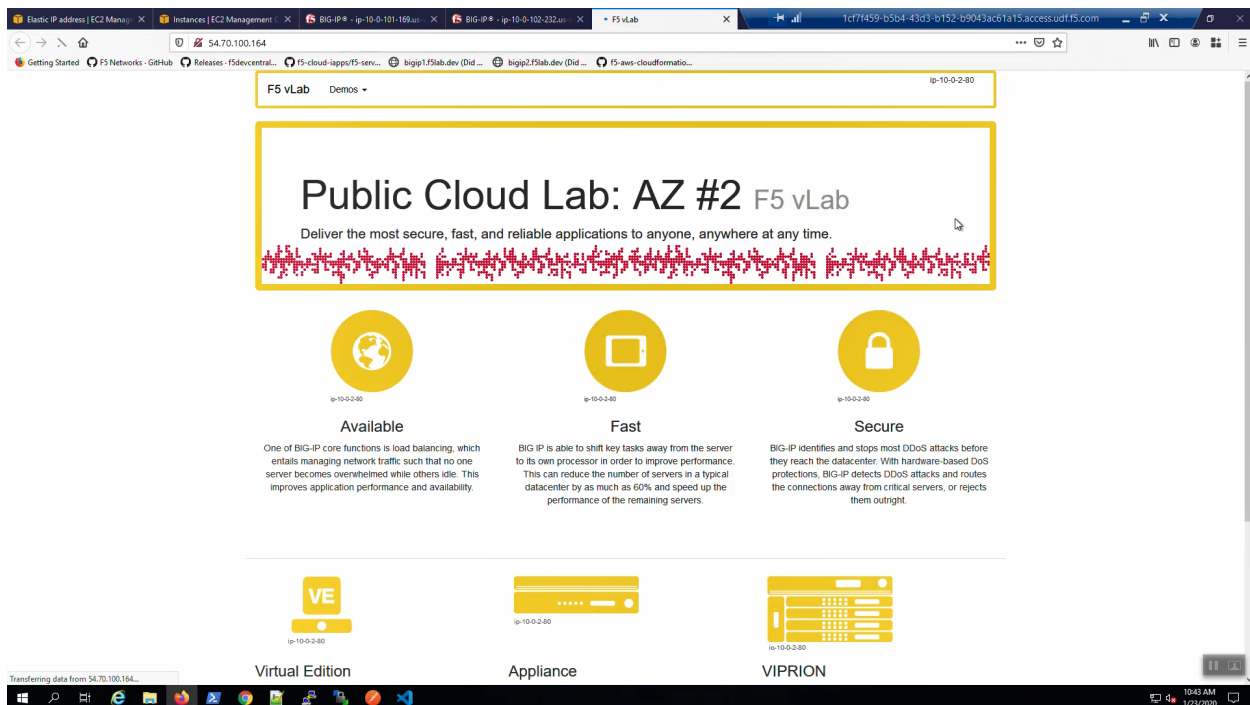 Elastic IP address | EC2 Manag
Instances | EC2 Management C
BIG-IP® - ip-10-0-101-169.us-
BIG-IP® - ip-10-0-102-232.us-
F5 vLab
1cf7f459-b5b4-43d3-b152-b9043ac61a15.access.udf.f5.com
54.70.100.164
Getting Started
F5 Networks · GitHub
Releases · f5devcentral...
f5-cloud-iapps/f5-serv...
bigip1.f5lab.dev (Did ...
bigip2.f5lab.dev (Did ...
f5-aws-cloudformatio...
F5 vLab
Demos
ip-10-0-2-80
Public Cloud Lab: AZ #2 F5 vLab
Deliver the most secure, fast, and reliable applications to anyone, anywhere at any time.
ip-10-0-2-80
ip-10-0-2-80
ip-10-0-2-80
Available
One of BIG-IP core functions is load balancing, which
entails managing network traffic such that no one
server becomes overwhelmed while others idle. This
improves application performance and availability.
Fast
BIG IP is able to shift key tasks away from the server
to its own processor in order to improve performance.
This can reduce the number of servers in a typical
datacenter by as much as 60% and speed up the
performance of the remaining servers.
Secure
BIG-IP identifies and stops most DDoS attacks before
they reach the datacenter. With hardware-based DoS
protections, BIG-IP detects DDoS attacks and routes
the connections away from critical servers, or rejects
them outright.
VE
ip-10-0-2-80
ip-10-0-2-80
ip-10-0-2-80
Virtual Edition
Appliance
VIPRION
Transferring data from 54.70.100.164...
10:43 AM
1/23/2020